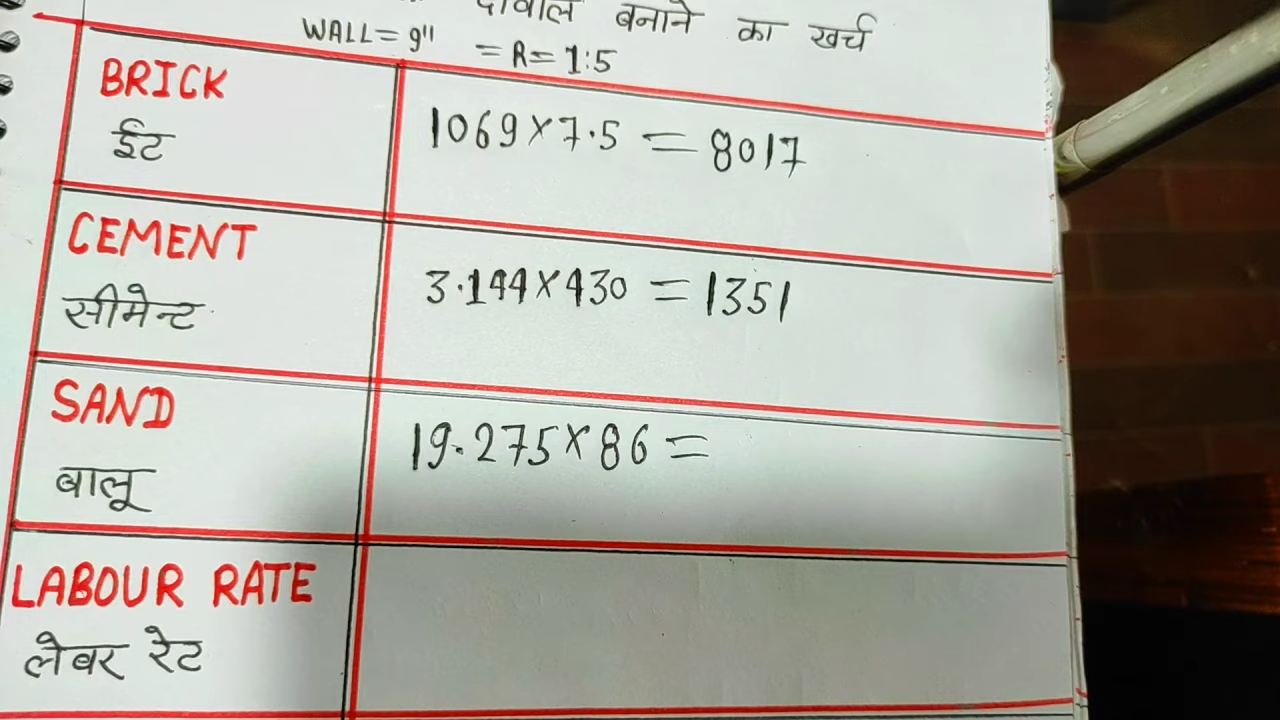 दीवाल बनाने का खर्च
WALL = 9" = R = 1:5
BRICK
ईट
1069 X 7.5 = 8017
CEMENT
सीमेन्ट
3.144 X 430 = 1351
SAND
बालू
19.275 X 86 =
LABOUR RATE
लेवर रेट